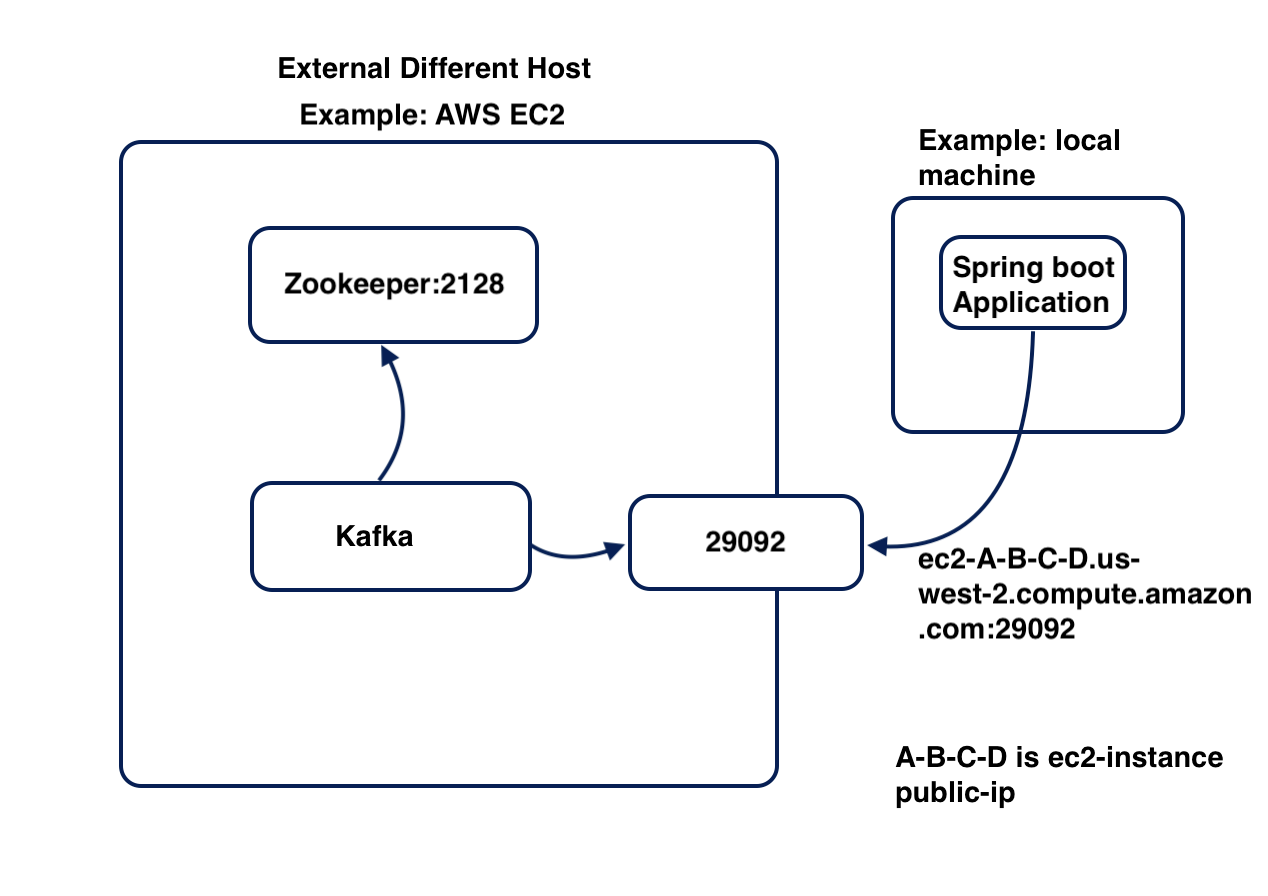 External Different Host
Example: AWS EC2
Example: local
machine
Zookeeper:2128
Spring boot
Application
Kafka
29092
ec2-A-B-C-D.us-
west-2.compute.amazon
.com:29092
A-B-C-D is ec2-instance
public-ip